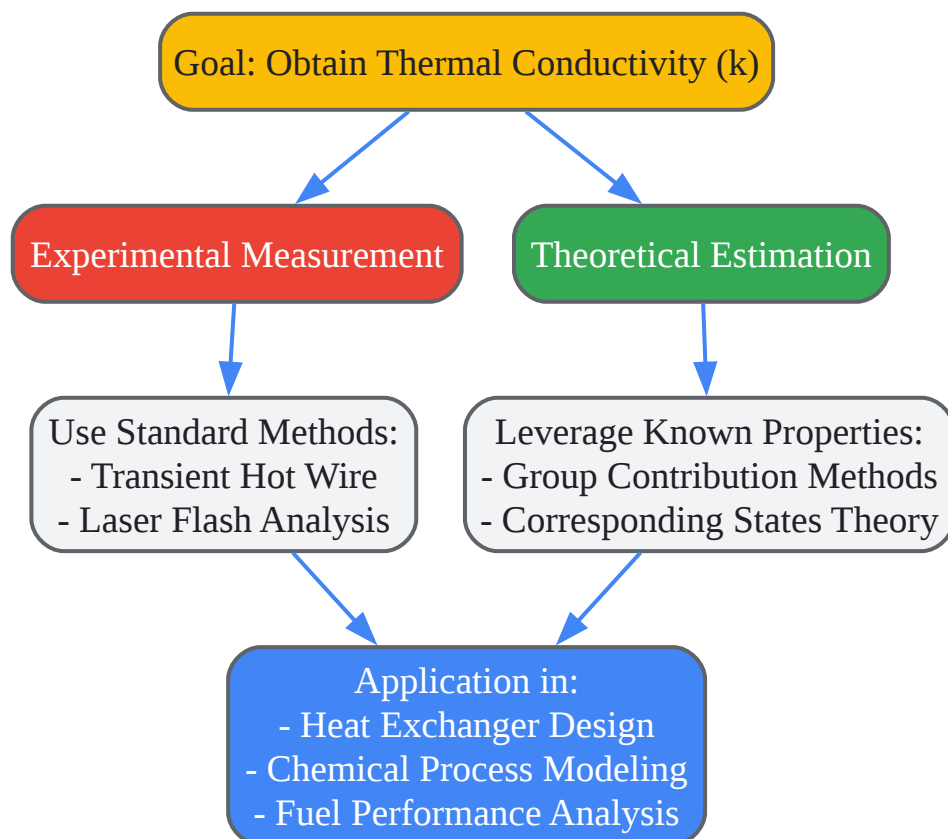 Goal: Obtain Thermal Conductivity (k)
Experimental Measurement
Theoretical Estimation
Use Standard Methods:
- Transient Hot Wire
- Laser Flash Analysis
Leverage Known Properties:
- Group Contribution Methods
- Corresponding States Theory
Application in:
- Heat Exchanger Design
- Chemical Process Modeling
- Fuel Performance Analysis